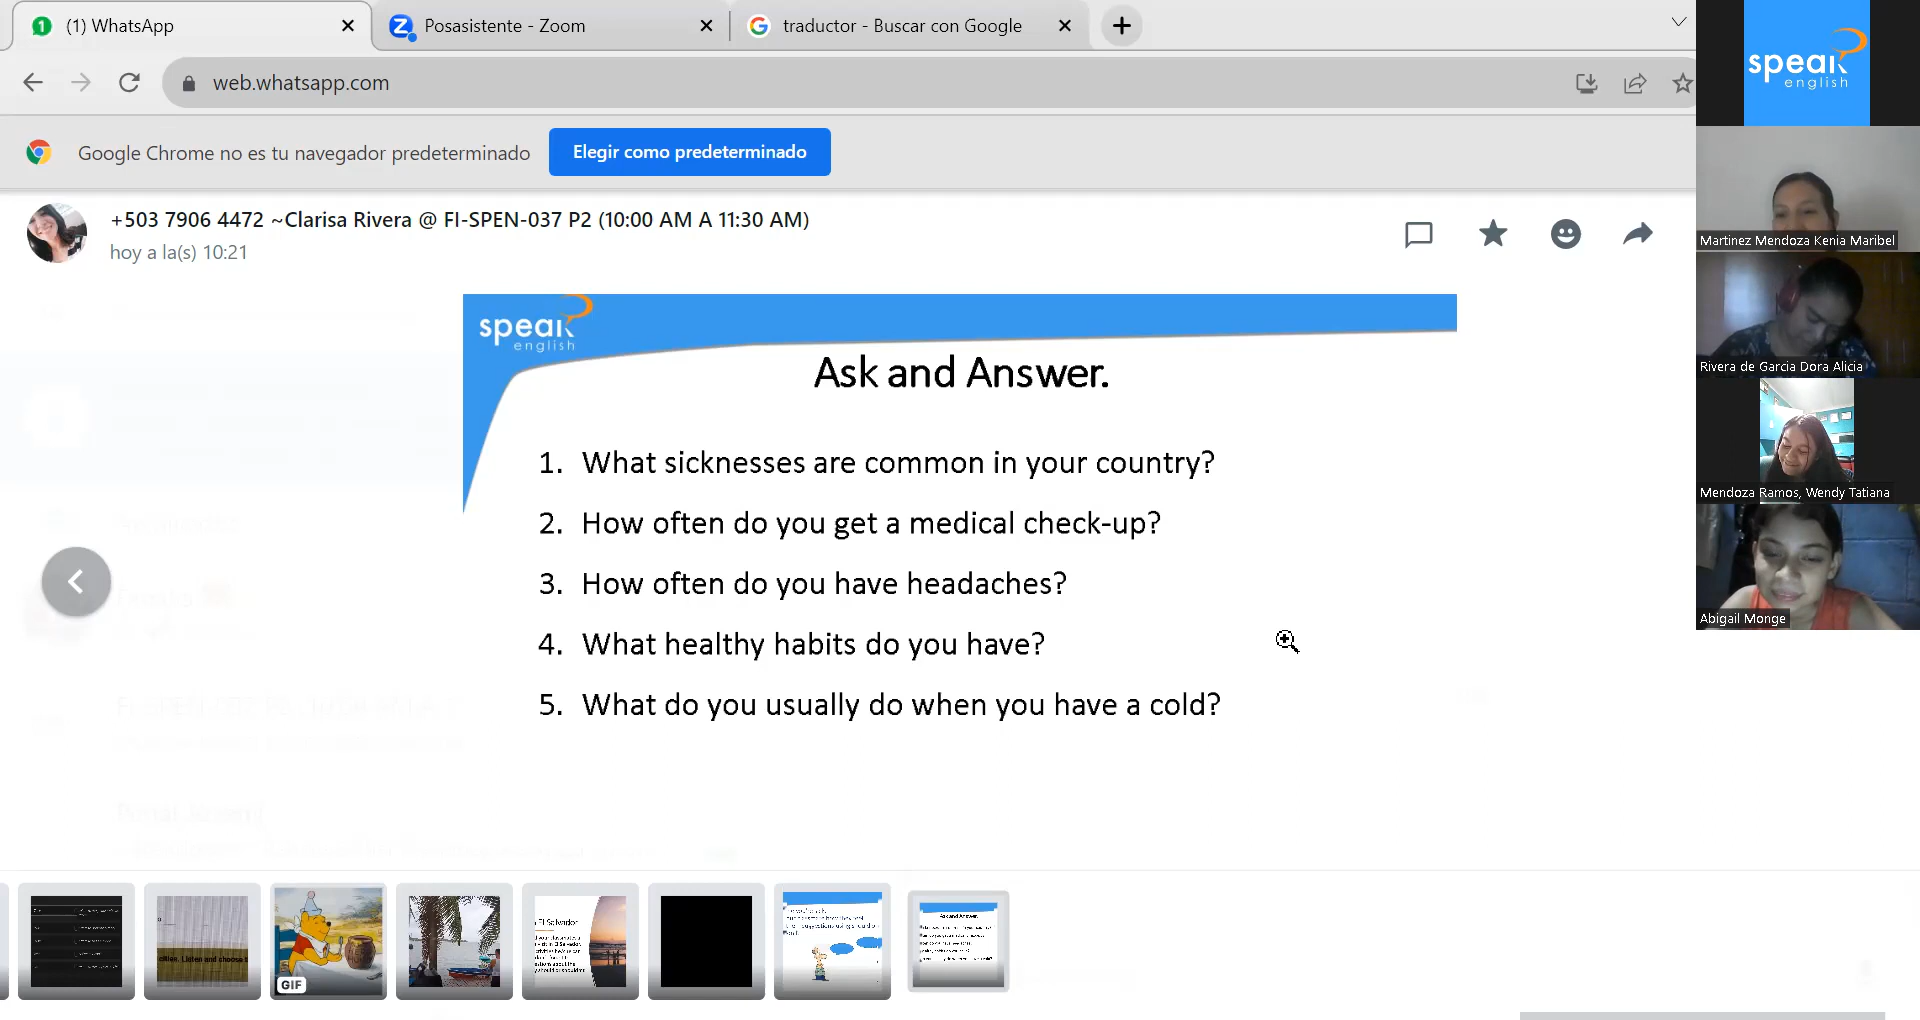 (1) WhatsApp
Posasistente - Zoom
traductor - Buscar con Google
web.whatsapp.com
Google Chrome no es tu navegador predeterminado
Elegir como predeterminado
+503 7906 4472 ~Clarisa Rivera @ FI-SPEN-037 P2 (10:00 AM A 11:30 AM)
hoy a la(s) 10:21
speak
english
Ask and Answer.
1. What sicknesses are common in your country?
2. How often do you get a medical check-up?
3. How often do you have headaches?
4. What healthy habits do you have?
5. What do you usually do when you have a cold?
speak
english
Martinez Mendoza Kenia Maribel
Rivera de Garcia Dora Alicia
Mendoza Ramos, Wendy Tatiana
Abigail Monge
GIF
El Salvador
Ask and Answer.